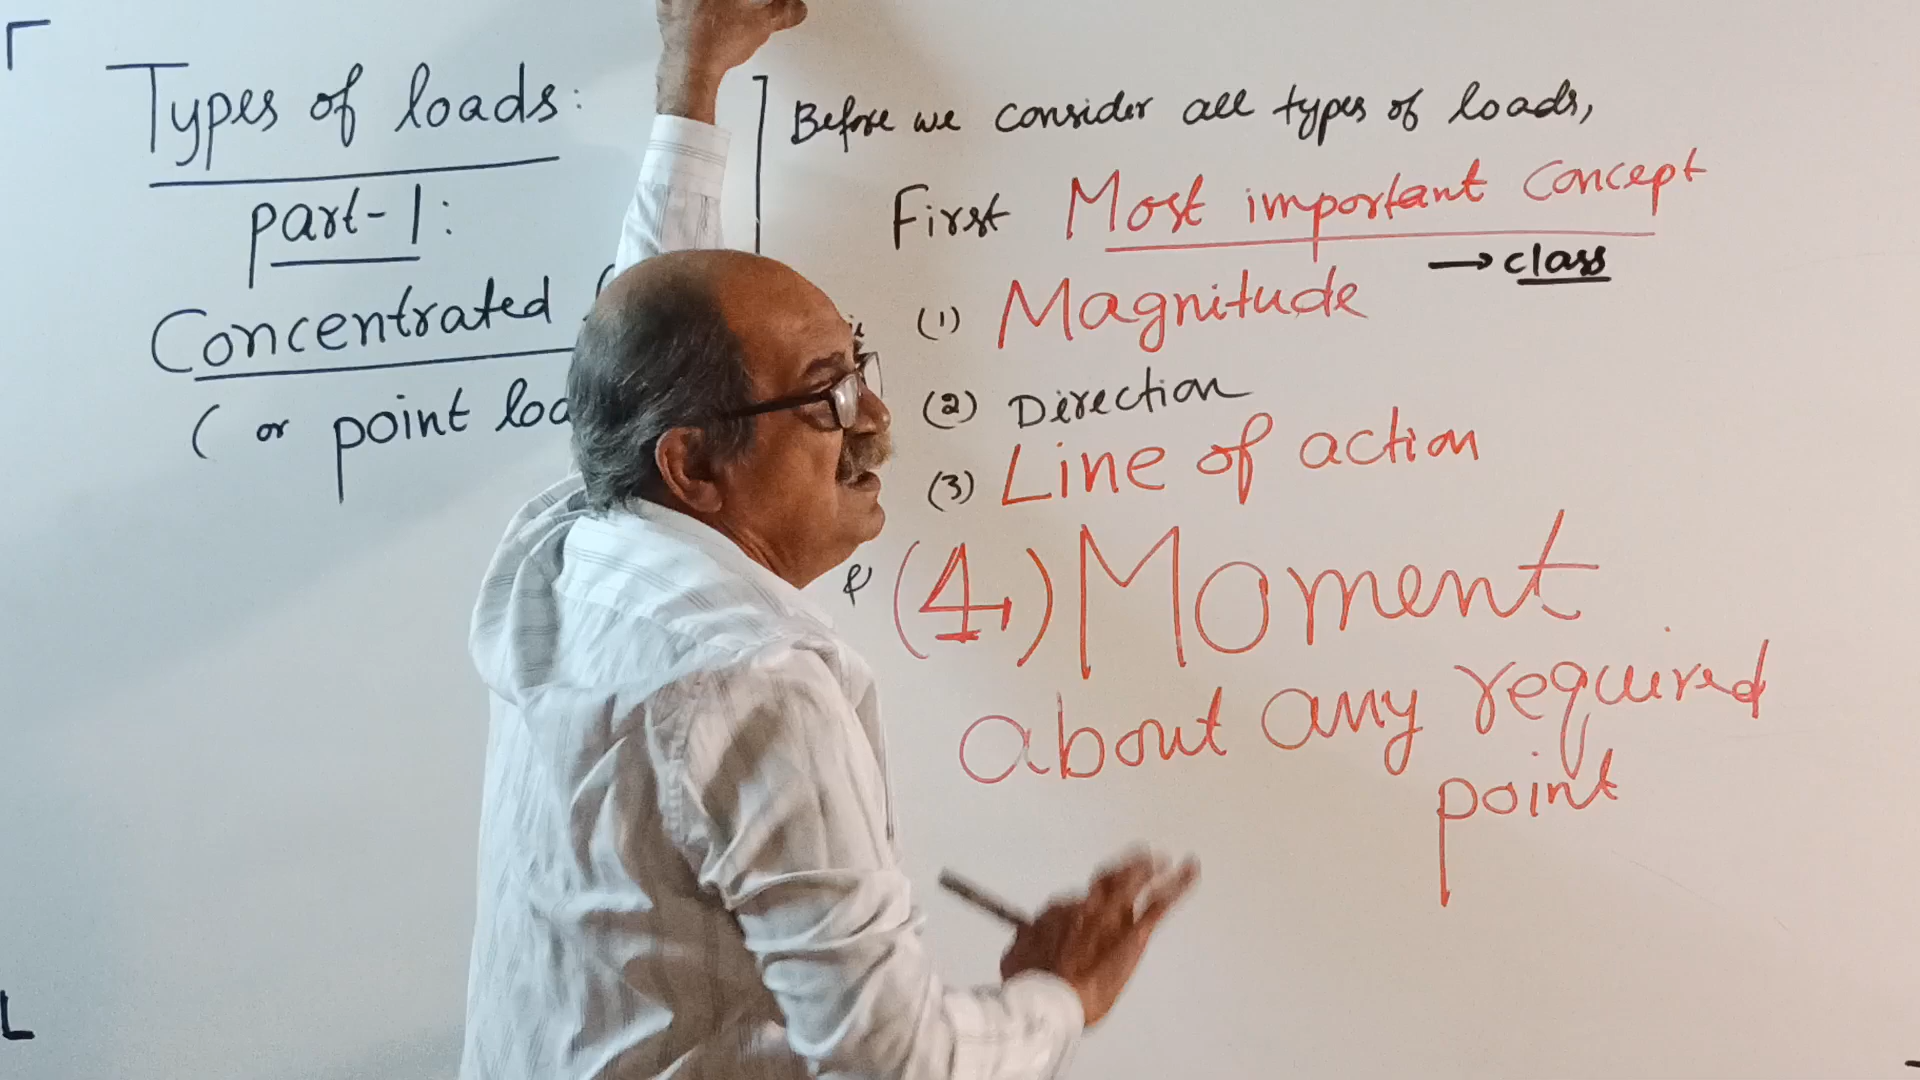 Types of loads:
part-1:
Concentrated
( or point
Before we consider all types of loads,
First Most important concept
→ class
(1) Magnitude
(2) Direction
(3) Line of action
& (4) Moment
about any required
point